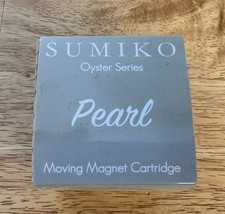 SUMIKO
Oyster Series
Pearl
Moving Magnet Cartridge